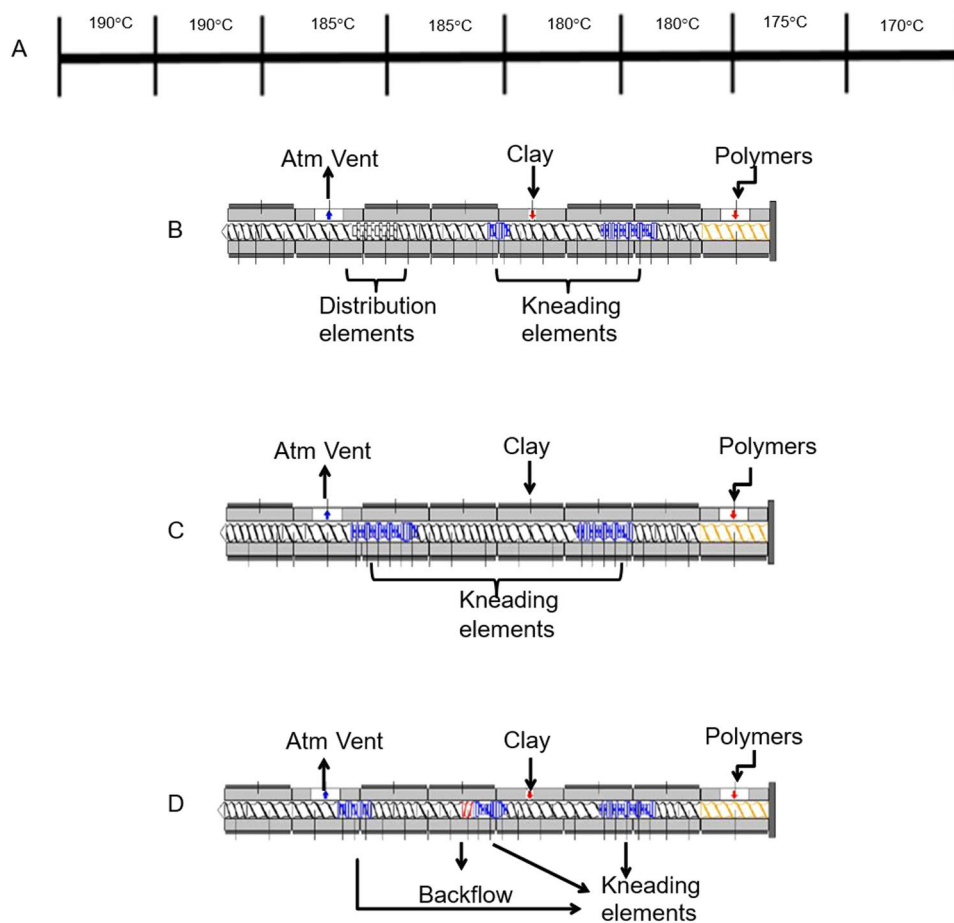 A 190°C 190°C 185°C 185°C 180°C 180°C 175°C 170°C
Atm Vent Clay Polymers
B
Distribution Kneading
elements elements
Atm Vent Clay Polymers
C
Kneading
elements
Atm Vent Clay Polymers
D
Backflow Kneading
elements